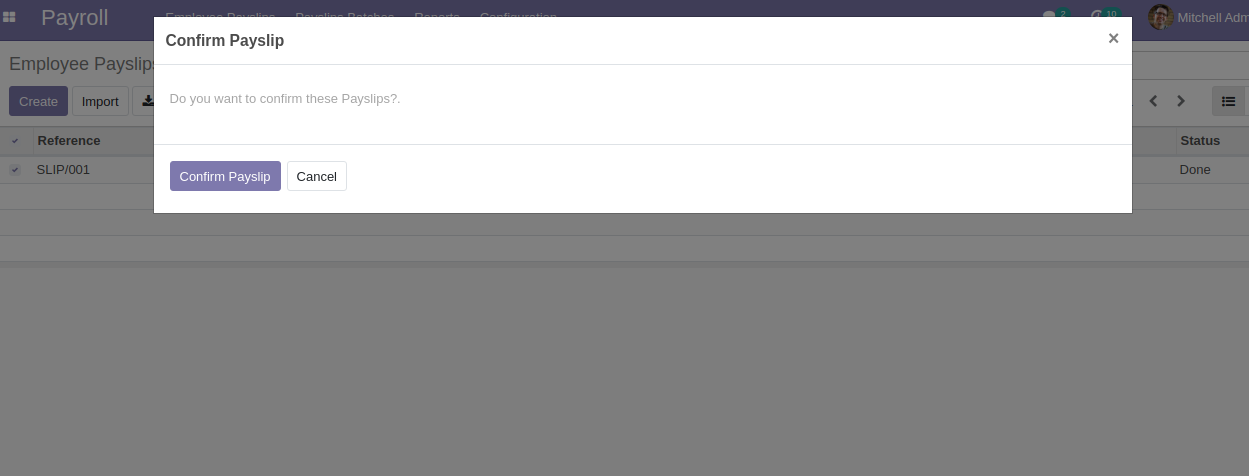 Payroll Employee Payslips Payslips Batches Reports Configuration 2 10 Mitchell Adm
Confirm Payslip ×
Employee Payslips
Do you want to confirm these Payslips?.
Create Import
Reference Status
SLIP/001 Done
Confirm Payslip Cancel